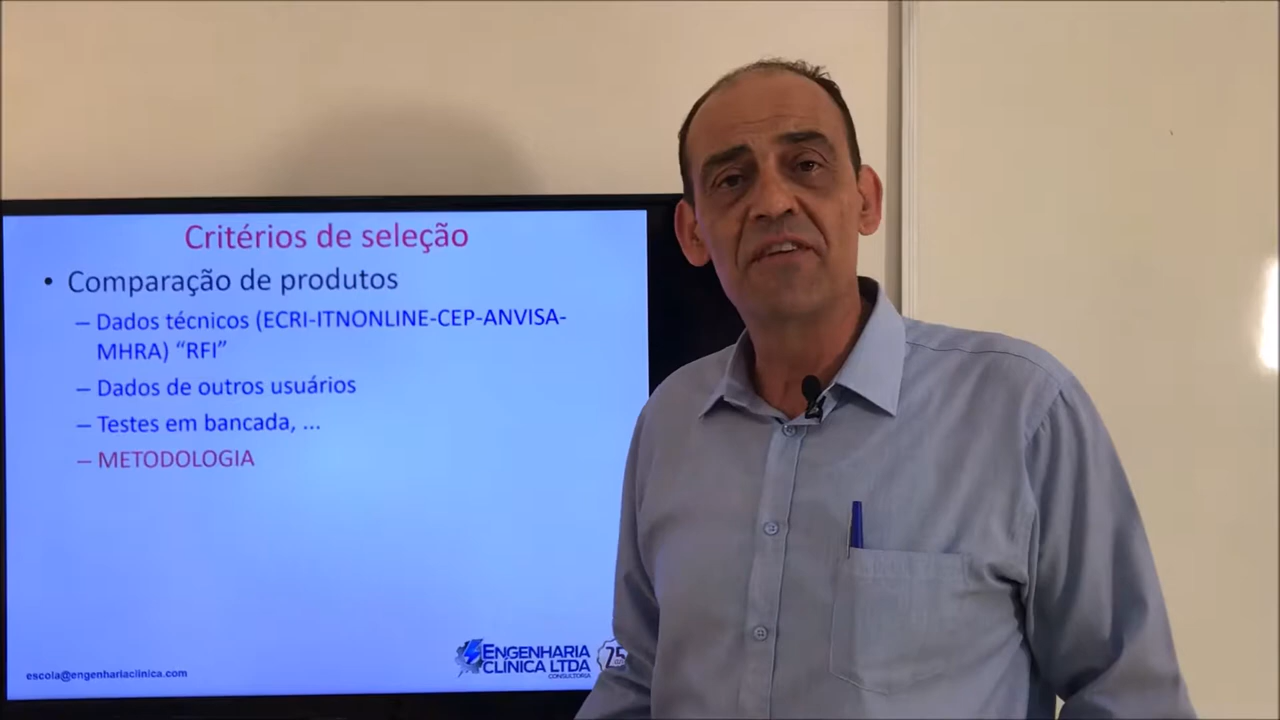 Critérios de seleção
• Comparação de produtos
– Dados técnicos (ECRI-ITNONLINE-CEP-ANVISA-
MHRA) “RFI”
– Dados de outros usuários
– Testes em bancada, ...
– METODOLOGIA
ENGENHARIA
CLÍNICA LTDA
CONSULTORIA
25
escola@engenhariaclinica.com